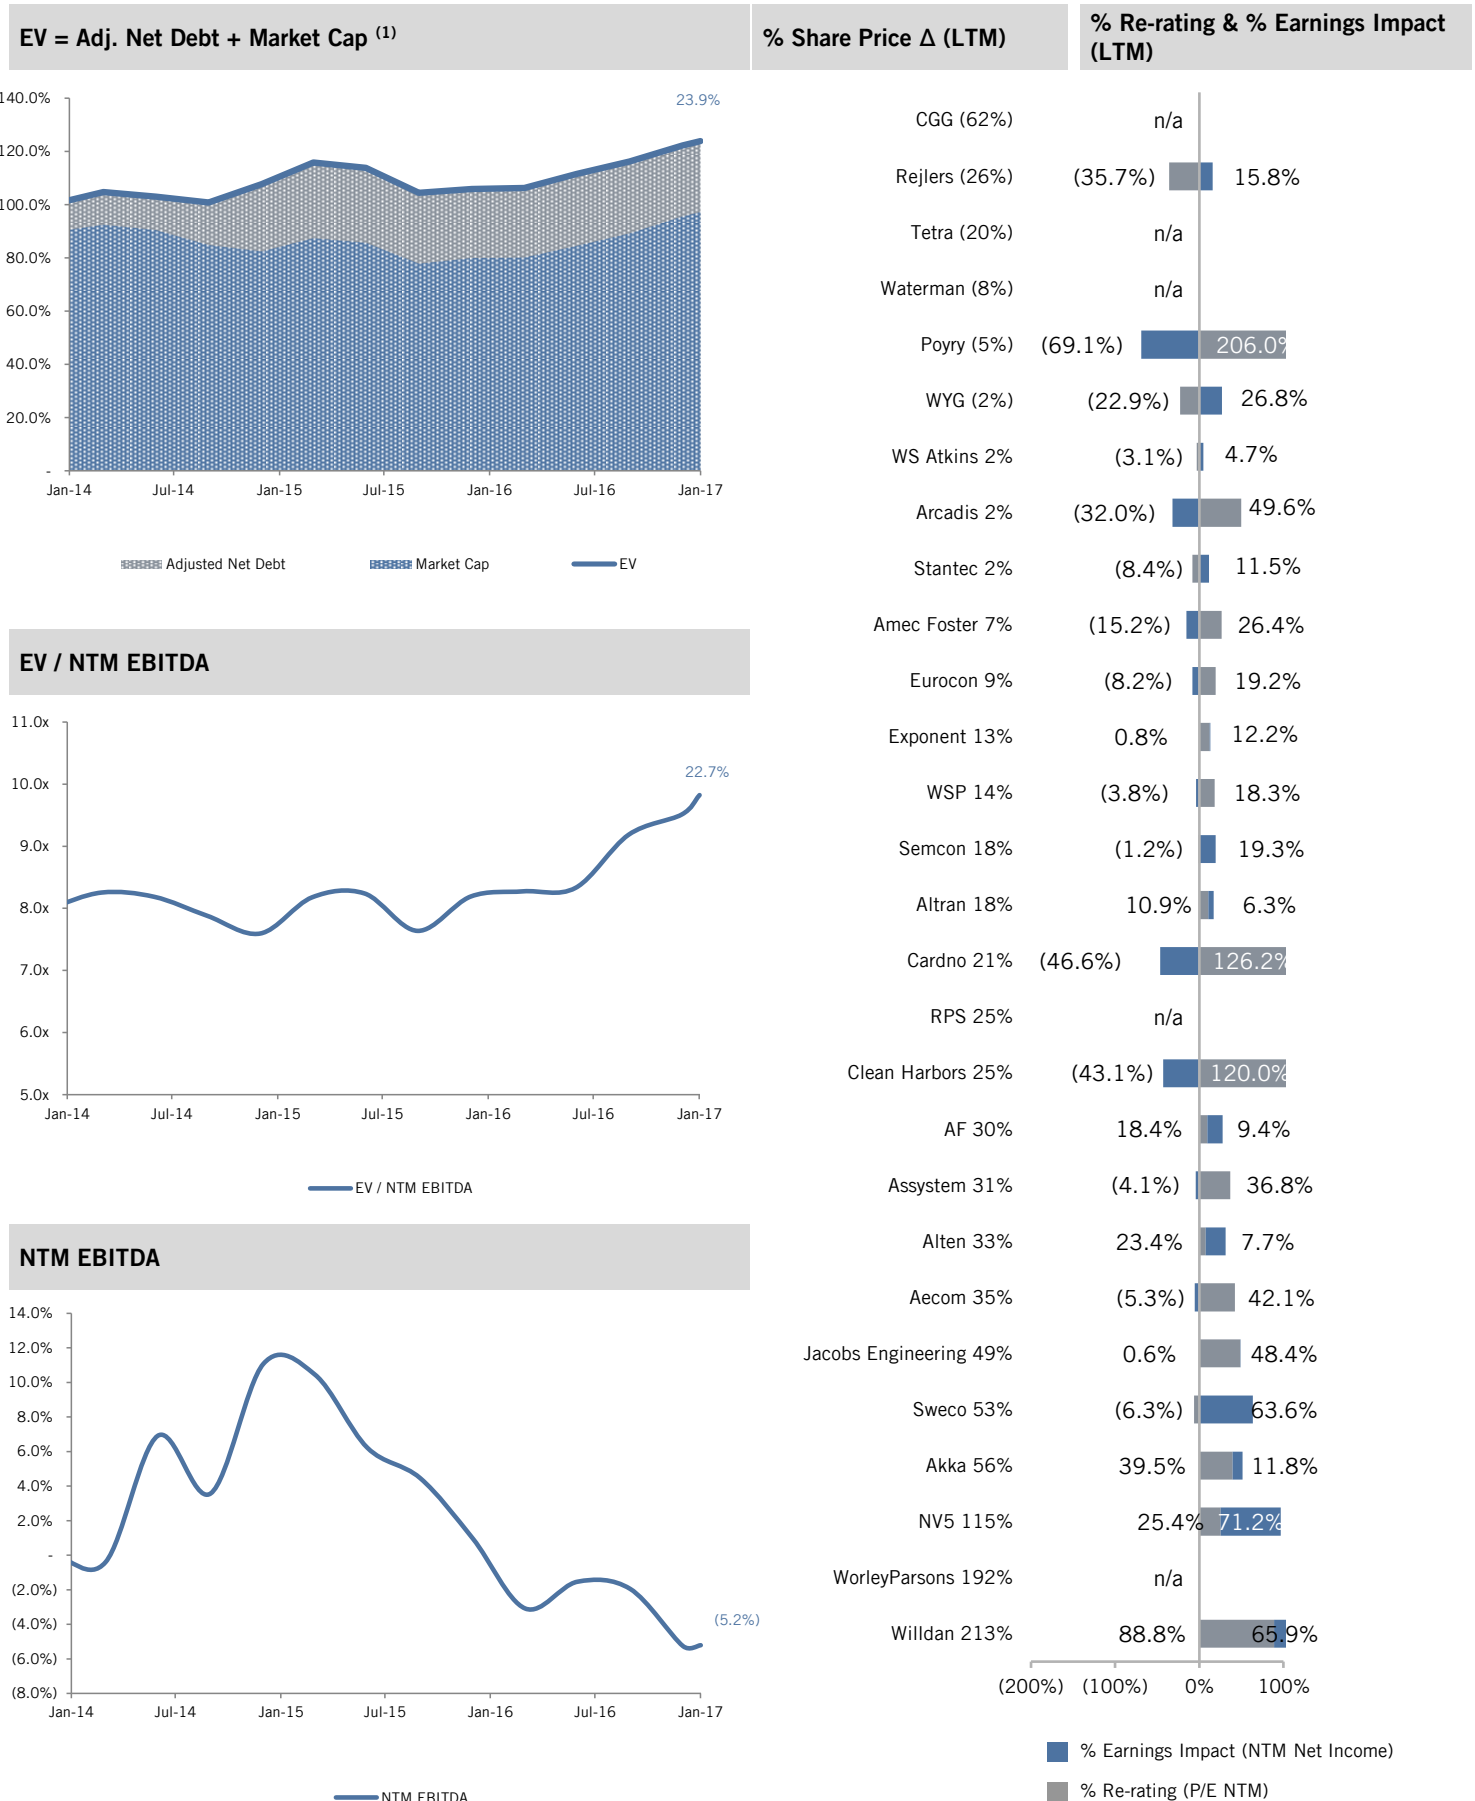 EV = Adj. Net Debt + Market Cap (1)
140.0%
120.0%
100.0%
80.0%
60.0%
40.0%
20.0%
-
23.9%
Jan-14 Jul-14 Jan-15 Jul-15 Jan-16 Jul-16 Jan-17
Adjusted Net Debt Market Cap EV
EV / NTM EBITDA
11.0x
10.0x
9.0x
8.0x
7.0x
6.0x
5.0x
22.7%
Jan-14 Jul-14 Jan-15 Jul-15 Jan-16 Jul-16 Jan-17
EV / NTM EBITDA
NTM EBITDA
14.0%
12.0%
10.0%
8.0%
6.0%
4.0%
2.0%
-
(2.0%)
(4.0%)
(6.0%)
(8.0%)
(5.2%)
Jan-14 Jul-14 Jan-15 Jul-15 Jan-16 Jul-16 Jan-17
NTM EBITDA
% Share Price Δ (LTM)
% Re-rating & % Earnings Impact
(LTM)
CGG (62%) n/a
Rejlers (26%) (35.7%) 15.8%
Tetra (20%) n/a
Waterman (8%) n/a
Poyry (5%) (69.1%) 206.0%
WYG (2%) (22.9%) 26.8%
WS Atkins 2% (3.1%) 4.7%
Arcadis 2% (32.0%) 49.6%
Stantec 2% (8.4%) 11.5%
Amec Foster 7% (15.2%) 26.4%
Eurocon 9% (8.2%) 19.2%
Exponent 13% 0.8% 12.2%
WSP 14% (3.8%) 18.3%
Semcon 18% (1.2%) 19.3%
Altran 18% 10.9% 6.3%
Cardno 21% (46.6%) 126.2%
RPS 25% n/a
Clean Harbors 25% (43.1%) 120.0%
AF 30% 18.4% 9.4%
Assystem 31% (4.1%) 36.8%
Alten 33% 23.4% 7.7%
Aecom 35% (5.3%) 42.1%
Jacobs Engineering 49% 0.6% 48.4%
Sweco 53% (6.3%) 63.6%
Akka 56% 39.5% 11.8%
NV5 115% 25.4% 71.2%
WorleyParsons 192% n/a
Willdan 213% 88.8% 65.9%
(200%) (100%) 0% 100%
% Earnings Impact (NTM Net Income)
% Re-rating (P/E NTM)